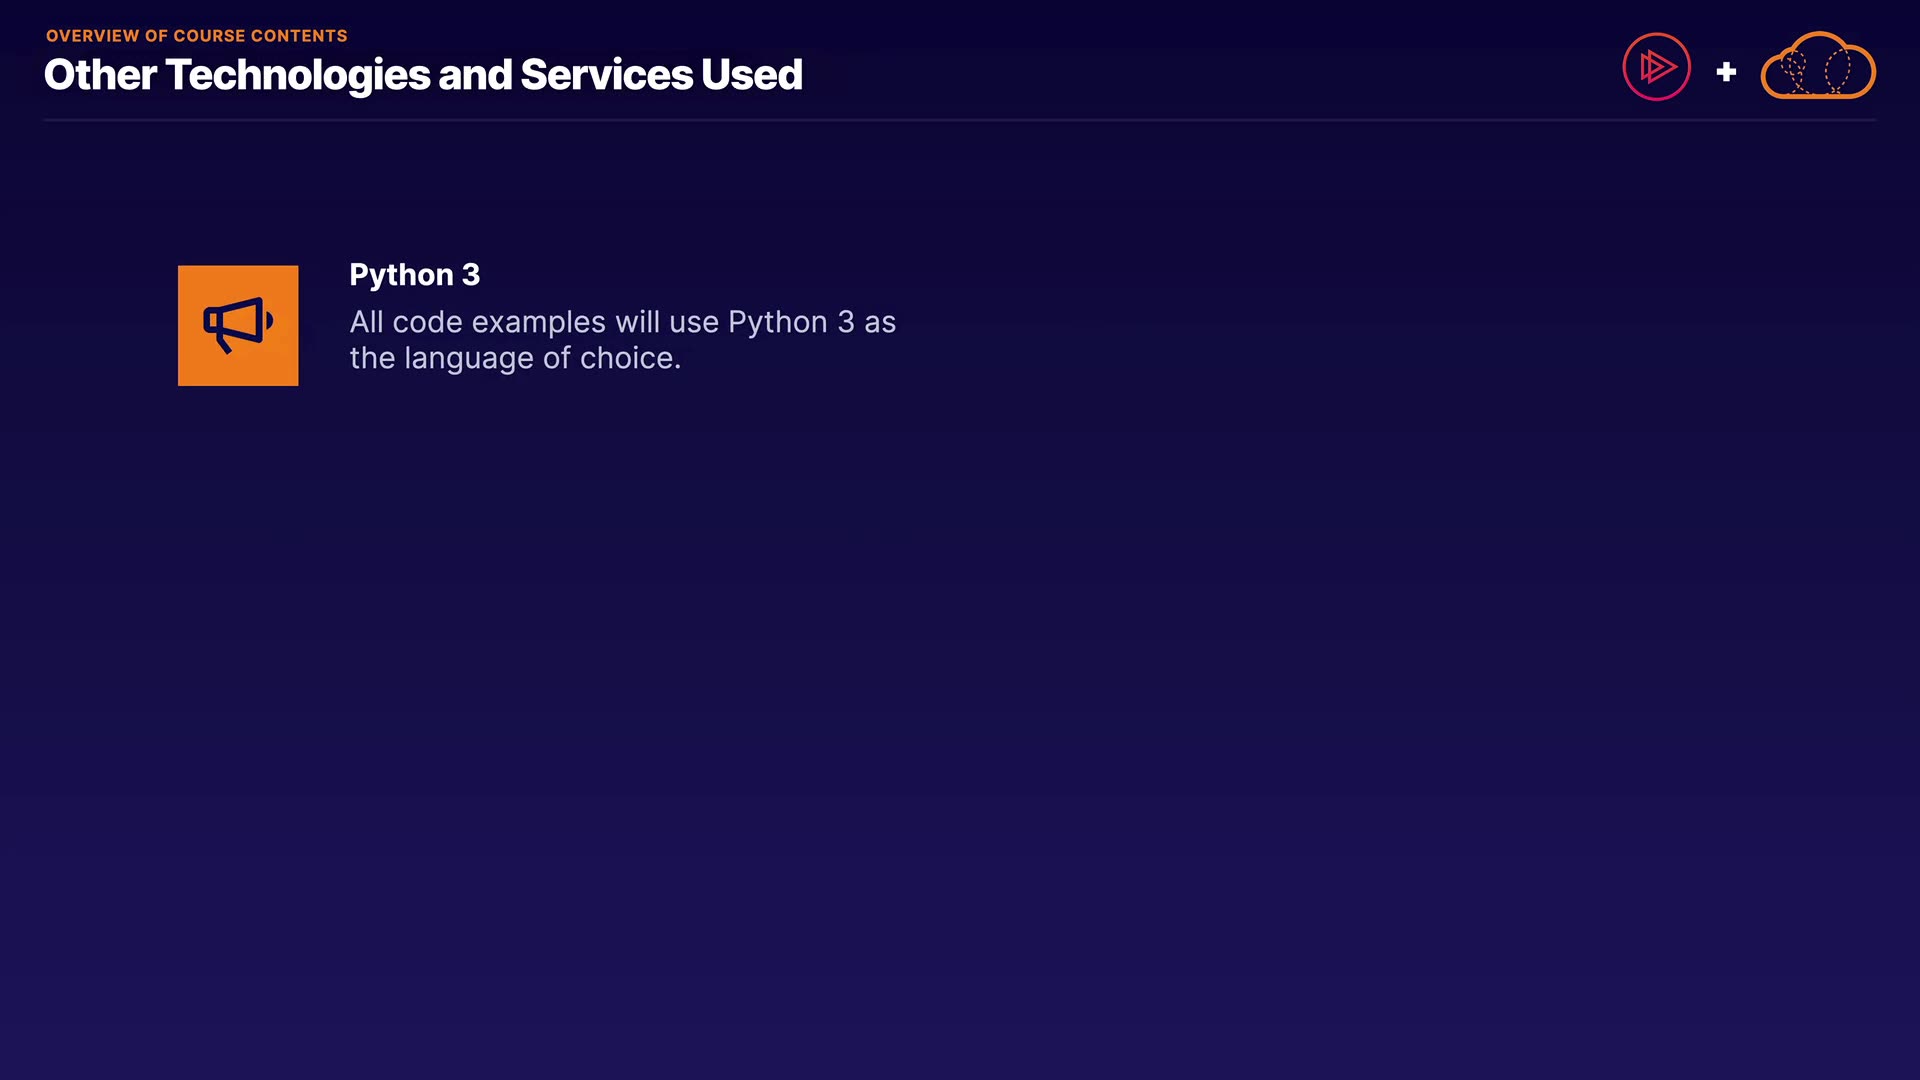 OVERVIEW OF COURSE CONTENTS
Other Technologies and Services Used
Python 3
All code examples will use Python 3 as
the language of choice.